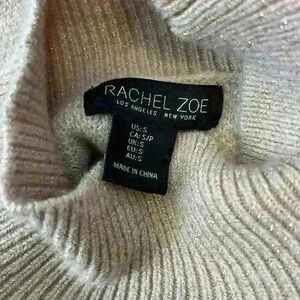 RACHEL ZOE
LOS ANGELES NEW YORK
US:S
CA:S/P
UK:S
EU:S
AU:S
MADE IN CHINA